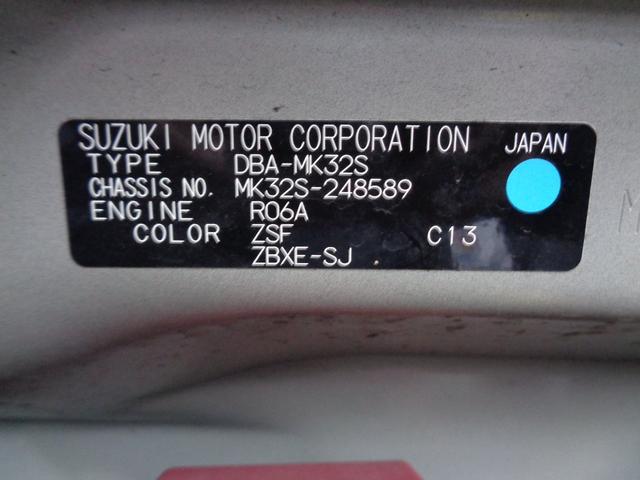 SUZUKI MOTOR CORPORATION JAPAN
TYPE DBA-MK32S
CHASSIS NO. MK32S-248589
ENGINE R06A
COLOR ZSF C13
ZBXE-SJ